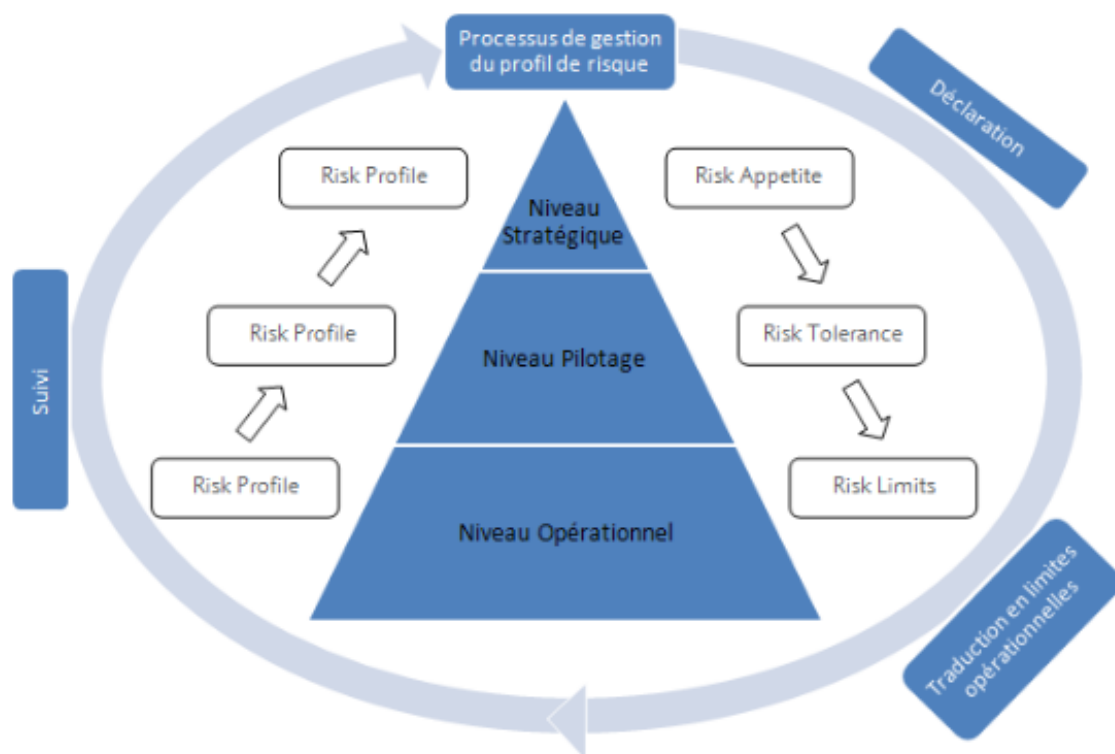 Processus de gestion
du profil de risque
Déclaration
Risk Profile
Risk Appetite
Niveau
Stratégique
Risk Profile
Risk Tolerance
Niveau Pilotage
Suivi
Risk Profile
Risk Limits
Niveau Opérationnel
Traduction en limites
opérationnelles